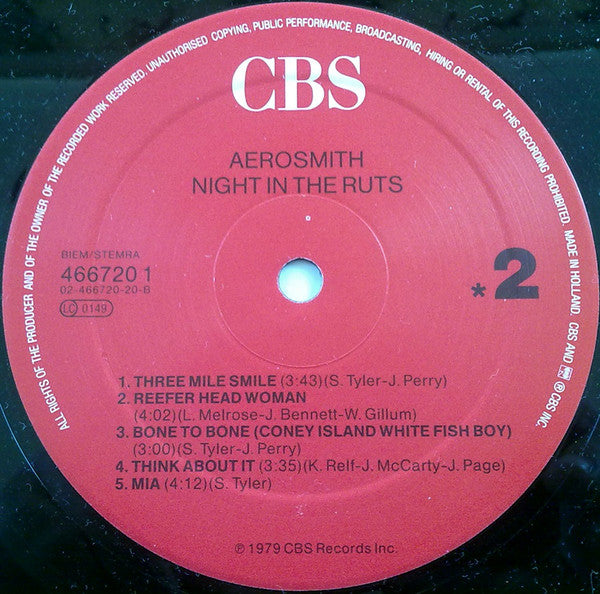 ALL RIGHTS OF THE PRODUCER AND OF THE OWNER OF THE RECORDED WORK RESERVED. UNAUTHORISED COPYING, PUBLIC PERFORMANCE, BROADCASTING, HIRING OR RENTAL OF THIS RECORDING PROHIBITED. MADE IN HOLLAND. CBS AND ℗ CBS INC.
CBS
AEROSMITH
NIGHT IN THE RUTS
BIEM/STEMRA
466720 1
02-466720-20-B
LC 0149
*2
1. THREE MILE SMILE (3:43)(S. Tyler-J. Perry)
2. REEFER HEAD WOMAN
(4:02)(L. Melrose-J. Bennett-W. Gillum)
3. BONE TO BONE (CONEY ISLAND WHITE FISH BOY)
(3:00)(S. Tyler-J. Perry)
4. THINK ABOUT IT (3:35)(K. Relf-J. McCarty-J. Page)
5. MIA (4:12)(S. Tyler)
℗ 1979 CBS Records Inc.